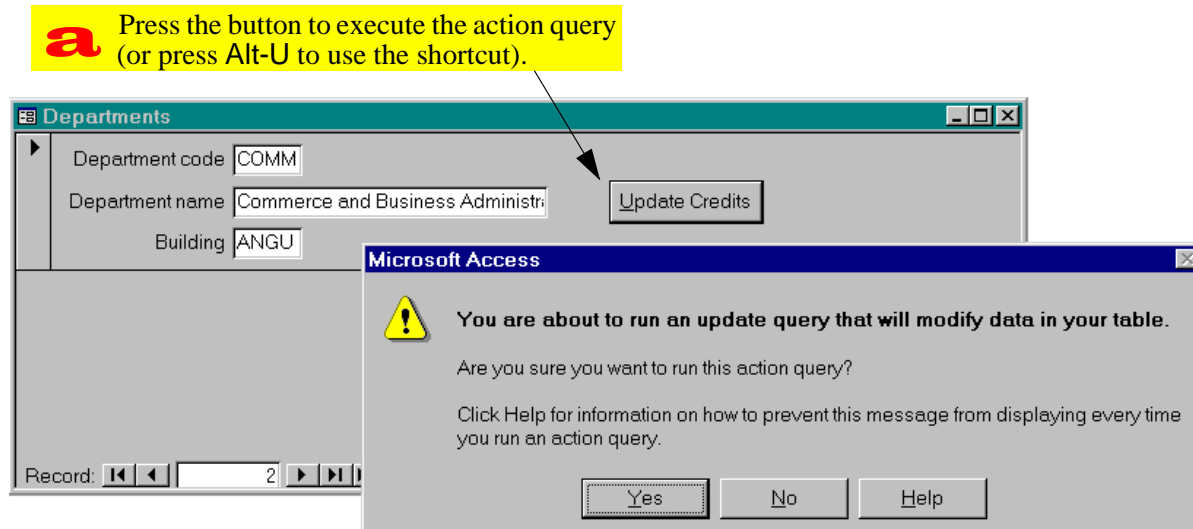 a Press the button to execute the action query
(or press Alt-U to use the shortcut).
Departments
Department code COMM
Department name Commerce and Business Administr
Update Credits
Building ANGU
Microsoft Access
You are about to run an update query that will modify data in your table.
Are you sure you want to run this action query?
Click Help for information on how to prevent this message from displaying every time
you run an action query.
Record: 2
Yes No Help